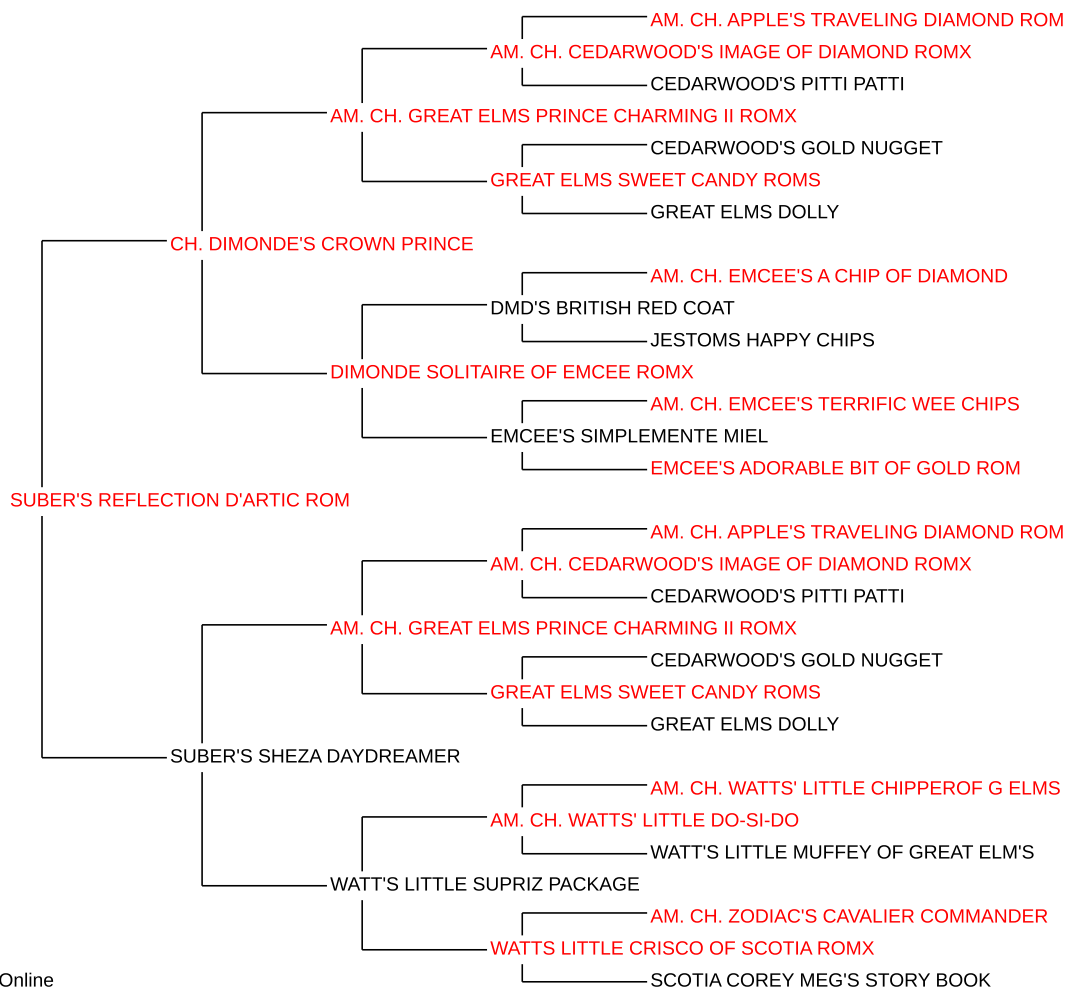 AM. CH. APPLE'S TRAVELING DIAMOND ROM
AM. CH. CEDARWOOD'S IMAGE OF DIAMOND ROMX
CEDARWOOD'S PITTI PATTI
AM. CH. GREAT ELMS PRINCE CHARMING II ROMX
CEDARWOOD'S GOLD NUGGET
GREAT ELMS SWEET CANDY ROMS
GREAT ELMS DOLLY
CH. DIMONDE'S CROWN PRINCE
AM. CH. EMCEE'S A CHIP OF DIAMOND
DMD'S BRITISH RED COAT
JESTOMS HAPPY CHIPS
DIMONDE SOLITAIRE OF EMCEE ROMX
AM. CH. EMCEE'S TERRIFIC WEE CHIPS
EMCEE'S SIMPLEMENTE MIEL
EMCEE'S ADORABLE BIT OF GOLD ROM
SUBER'S REFLECTION D'ARTIC ROM
AM. CH. APPLE'S TRAVELING DIAMOND ROM
AM. CH. CEDARWOOD'S IMAGE OF DIAMOND ROMX
CEDARWOOD'S PITTI PATTI
AM. CH. GREAT ELMS PRINCE CHARMING II ROMX
CEDARWOOD'S GOLD NUGGET
GREAT ELMS SWEET CANDY ROMS
GREAT ELMS DOLLY
SUBER'S SHEZA DAYDREAMER
AM. CH. WATTS' LITTLE CHIPPEROF G ELMS
AM. CH. WATTS' LITTLE DO-SI-DO
WATT'S LITTLE MUFFEY OF GREAT ELM'S
WATT'S LITTLE SUPRIZ PACKAGE
AM. CH. ZODIAC'S CAVALIER COMMANDER
WATTS LITTLE CRISCO OF SCOTIA ROMX
SCOTIA COREY MEG'S STORY BOOK
Online